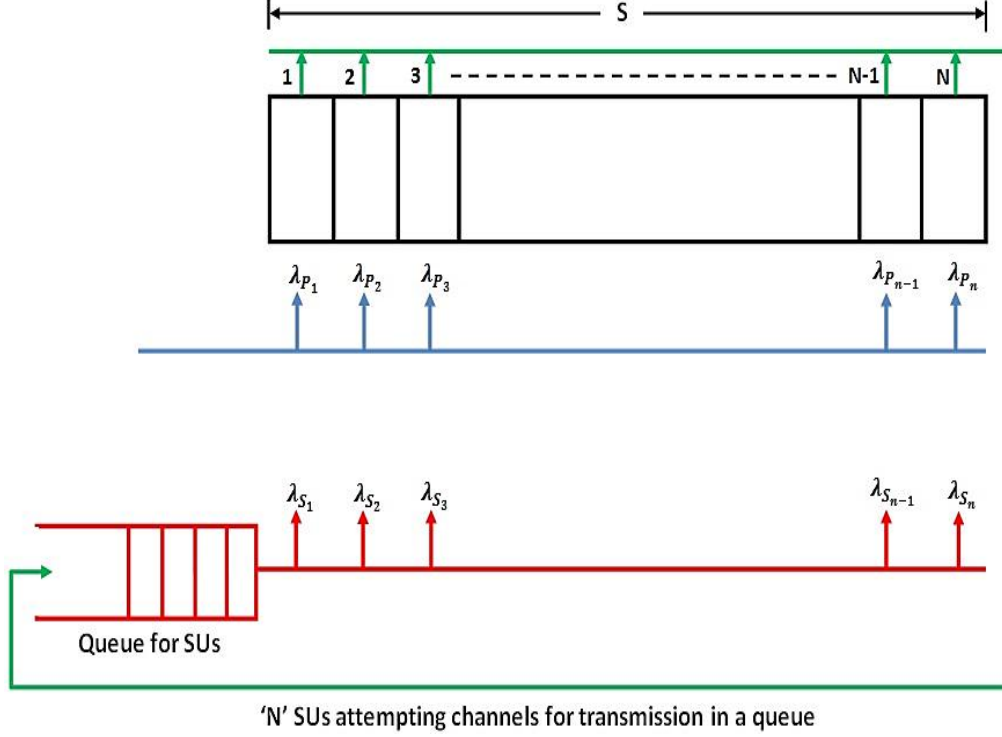 S
1 2 3 N-1 N
λP1 λP2 λP3 λPn−1 λPn
λS1 λS2 λS3 λSn−1 λSn
Queue for SUs
‘N’ SUs attempting channels for transmission in a queue